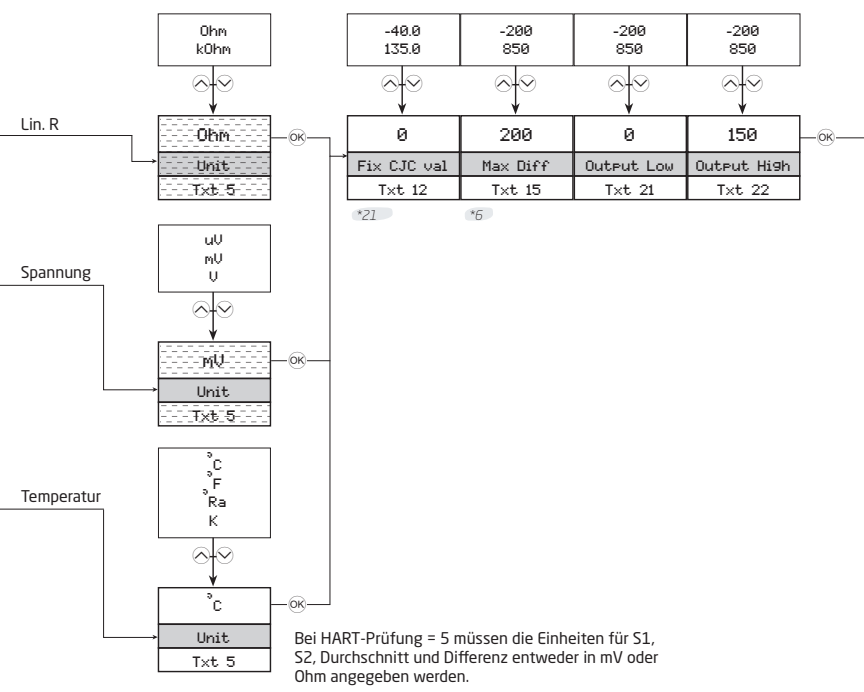 Ohm
kOhm
-40.0
135.0
-200
850
-200
850
-200
850
Lin. R
Ohm
Unit
Txt 5
OK
0
Fix CJC val
Txt 12
200
Max Diff
Txt 15
0
Output Low
Txt 21
150
Output High
Txt 22
OK
*21
*6
uV
mV
V
Spannung
mV
Unit
Txt 5
OK
°C
°F
°Ra
K
Temperatur
°C
Unit
Txt 5
OK
Bei HART-Prüfung = 5 müssen die Einheiten für S1,
S2, Durchschnitt und Differenz entweder in mV oder
Ohm angegeben werden.